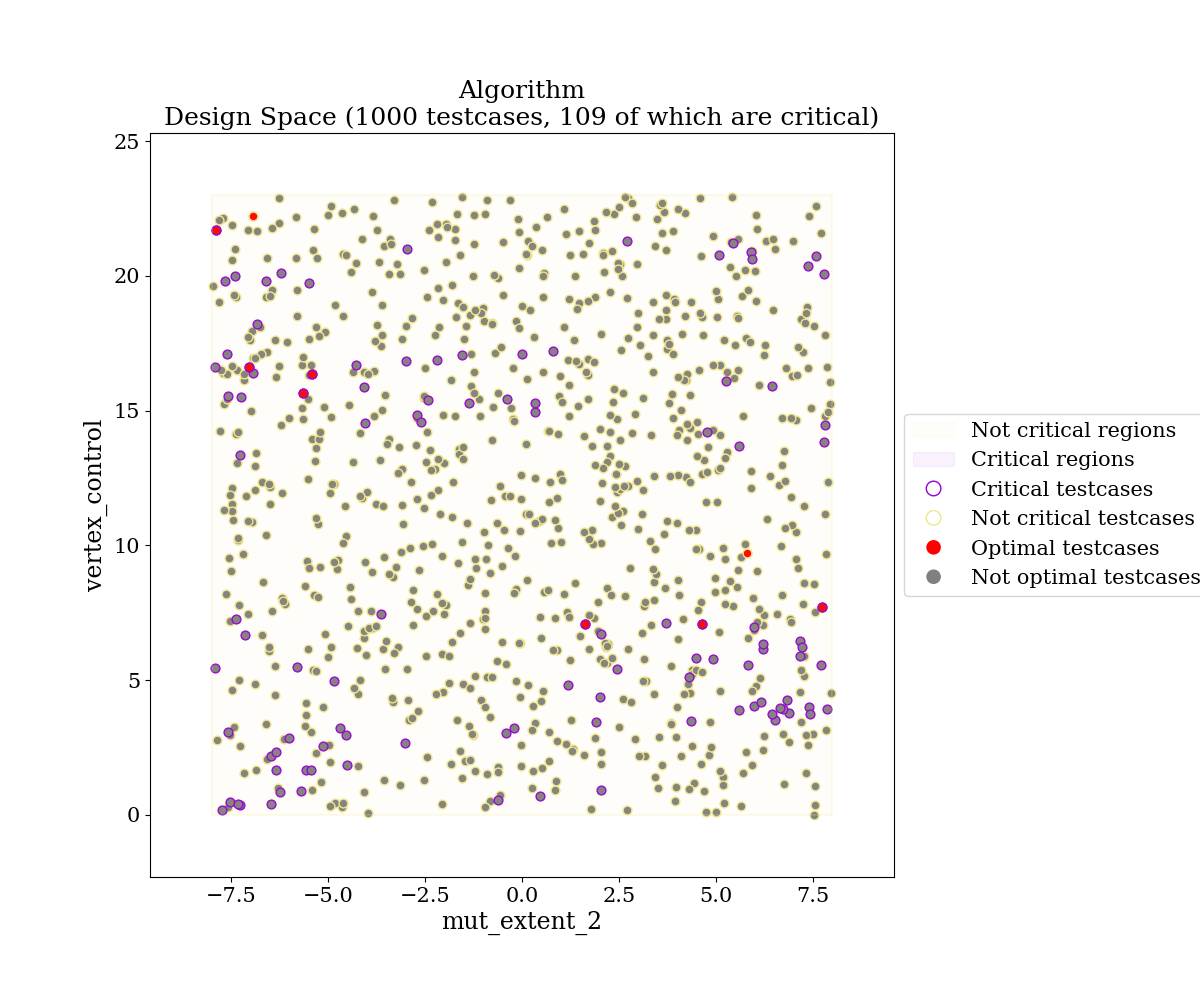 Algorithm
Design Space (1000 testcases, 109 of which are critical)
25
20
15
10
5
0
vertex_control
−7.5
−5.0
−2.5
0.0
2.5
5.0
7.5
mut_extent_2
Not critical regions
Critical regions
Critical testcases
Not critical testcases
Optimal testcases
Not optimal testcases